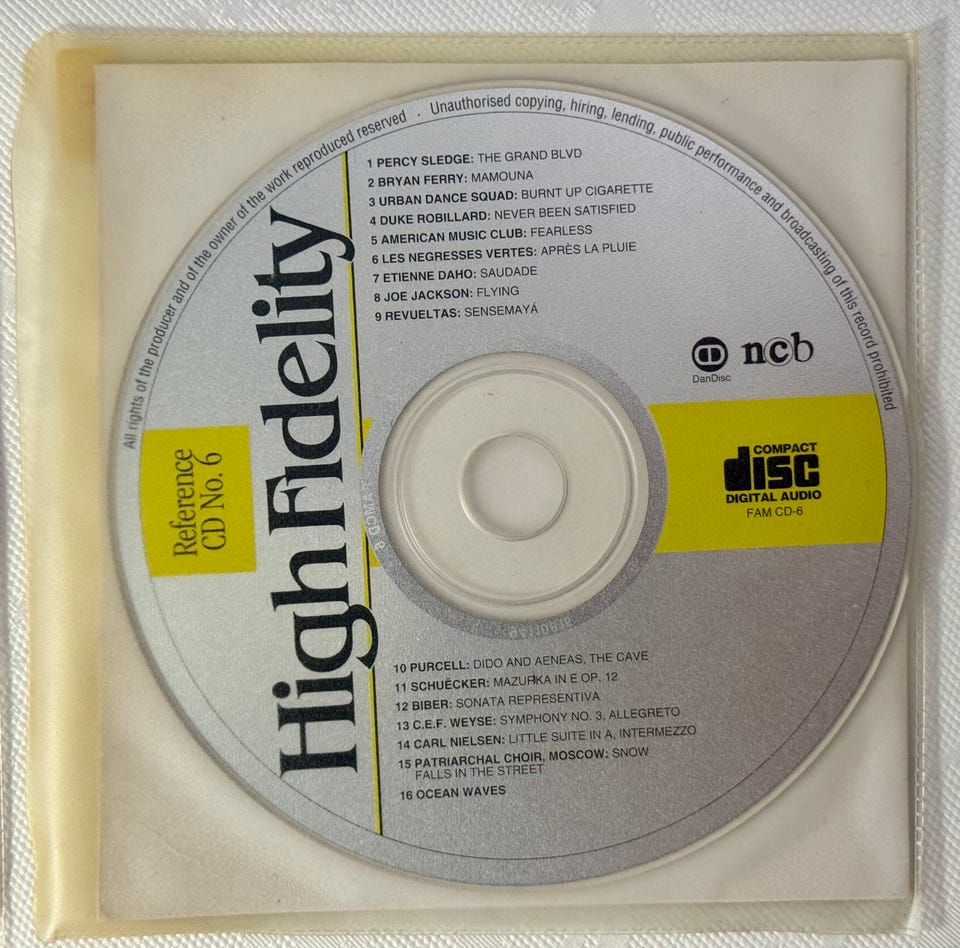 All rights of the producer and of the owner of the work reproduced reserved . Unauthorised copying, hiring, lending, public performance and broadcasting of this record prohibited
1 PERCY SLEDGE: THE GRAND BLVD
2 BRYAN FERRY: MAMOUNA
3 URBAN DANCE SQUAD: BURNT UP CIGARETTE
4 DUKE ROBILLARD: NEVER BEEN SATISFIED
5 AMERICAN MUSIC CLUB: FEARLESS
6 LES NEGRESSES VERTES: APRÈS LA PLUIE
7 ETIENNE DAHO: SAUDADE
8 JOE JACKSON: FLYING
9 REVUELTAS: SENSEMAYÁ
High Fidelity
Reference
CD No. 6
DanDisc
ncb
COMPACT
disc
DIGITAL AUDIO
FAM CD-6
10 PURCELL: DIDO AND AENEAS, THE CAVE
11 SCHUËCKER: MAZURKA IN E OP. 12
12 BIBER: SONATA REPRESENTIVA
13 C.E.F. WEYSE: SYMPHONY NO. 3, ALLEGRETO
14 CARL NIELSEN: LITTLE SUITE IN A, INTERMEZZO
15 PATRIARCHAL CHOIR, MOSCOW: SNOW
FALLS IN THE STREET
16 OCEAN WAVES